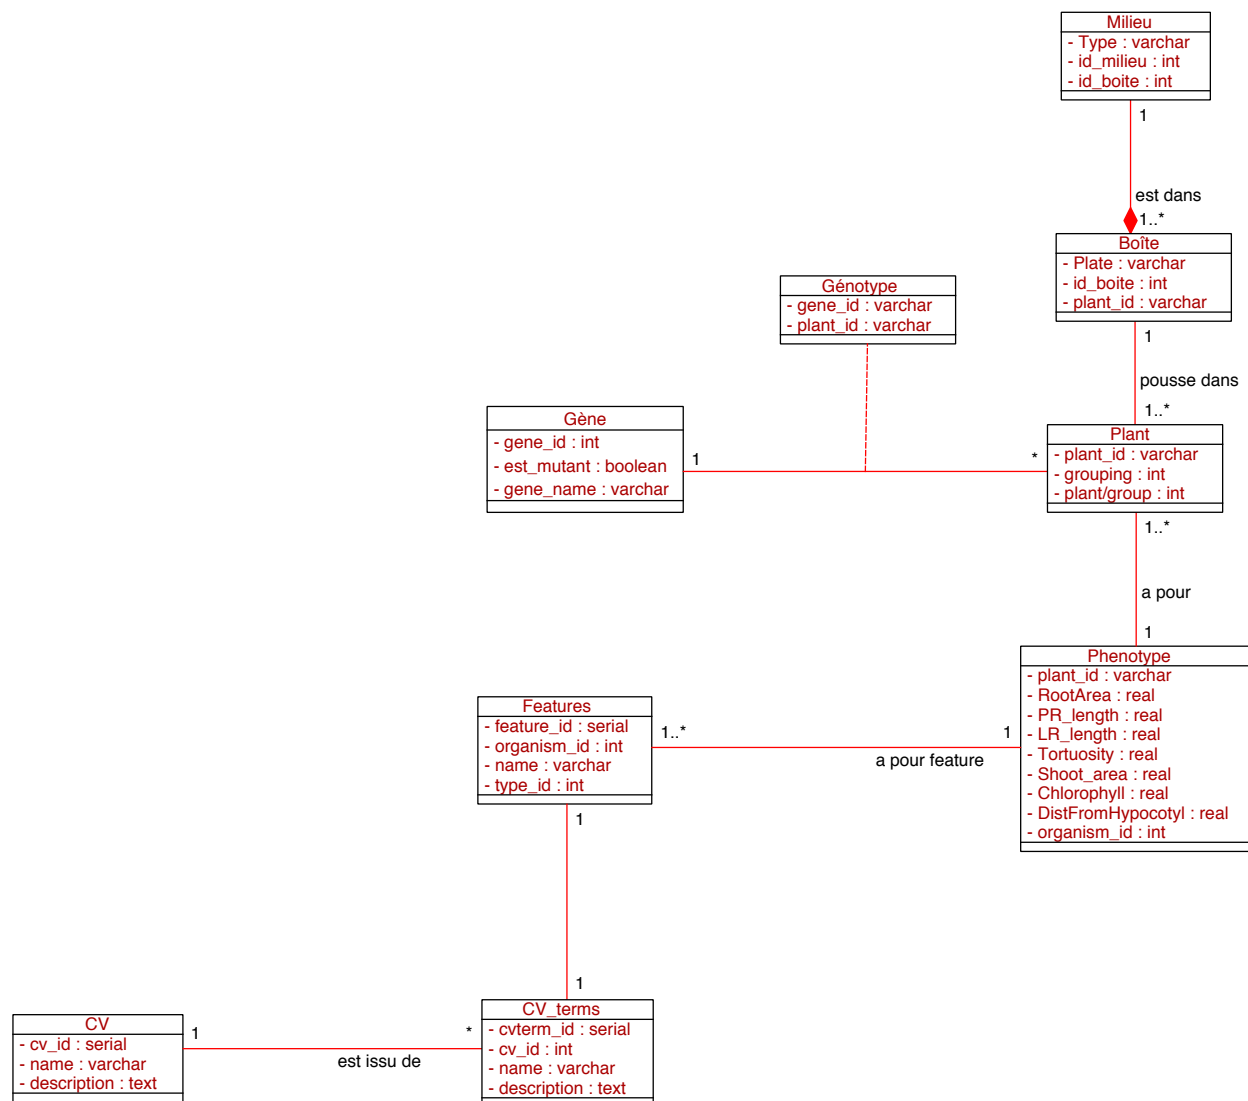 Milieu
- Type : varchar
- id_milieu : int
- id_boite : int
1
est dans
1..*
Boîte
- Plate : varchar
- id_boite : int
- plant_id : varchar
1
pousse dans
1..*
Génotype
- gene_id : varchar
- plant_id : varchar
Gène
- gene_id : int
- est_mutant : boolean
- gene_name : varchar
1
*
Plant
- plant_id : varchar
- grouping : int
- plant/group : int
1..*
a pour
1
Phenotype
- plant_id : varchar
- RootArea : real
- PR_length : real
- LR_length : real
- Tortuosity : real
- Shoot_area : real
- Chlorophyll : real
- DistFromHypocotyl : real
- organism_id : int
Features
- feature_id : serial
- organism_id : int
- name : varchar
- type_id : int
1..*
1
a pour feature
1
1
CV_terms
- cvterm_id : serial
- cv_id : int
- name : varchar
- description : text
CV
- cv_id : serial
- name : varchar
- description : text
1
*
est issu de